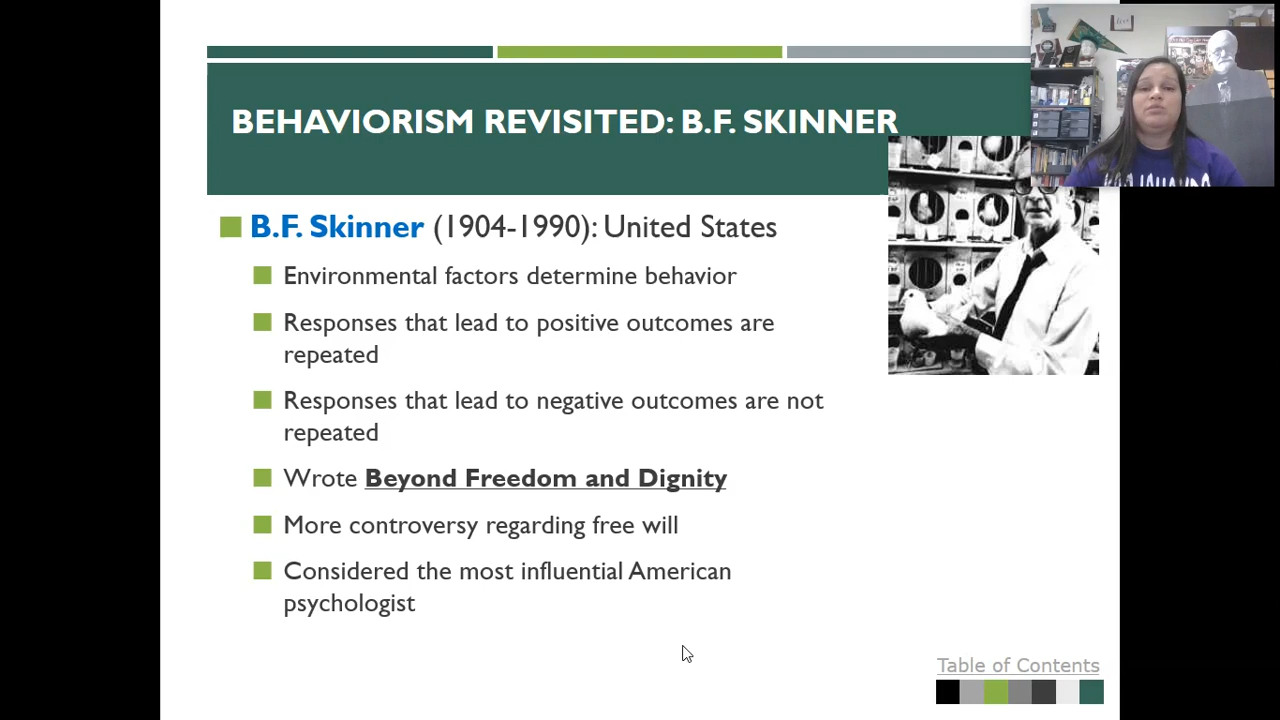 BEHAVIORISM REVISITED: B.F. SKINNER
B.F. Skinner (1904-1990): United States
Environmental factors determine behavior
Responses that lead to positive outcomes are
repeated
Responses that lead to negative outcomes are not
repeated
Wrote Beyond Freedom and Dignity
More controversy regarding free will
Considered the most influential American
psychologist
Table of Contents